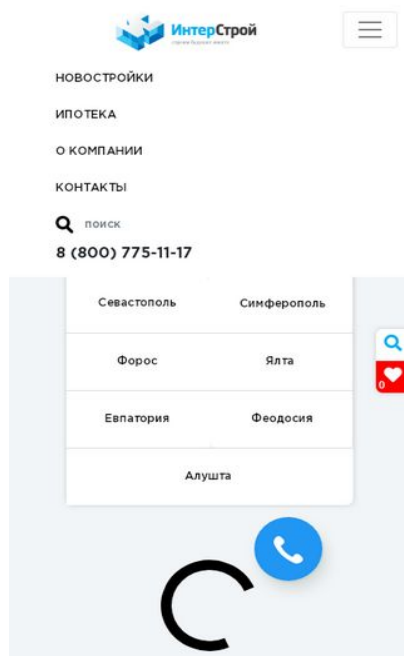 ИнтерСтрой
НОВОСТРОЙКИ
ИПОТЕКА
О КОМПАНИИ
КОНТАКТЫ
поиск
8 (800) 775-11-17
Севастополь Симферополь
Форос Ялта
0
Евпатория Феодосия
Алушта